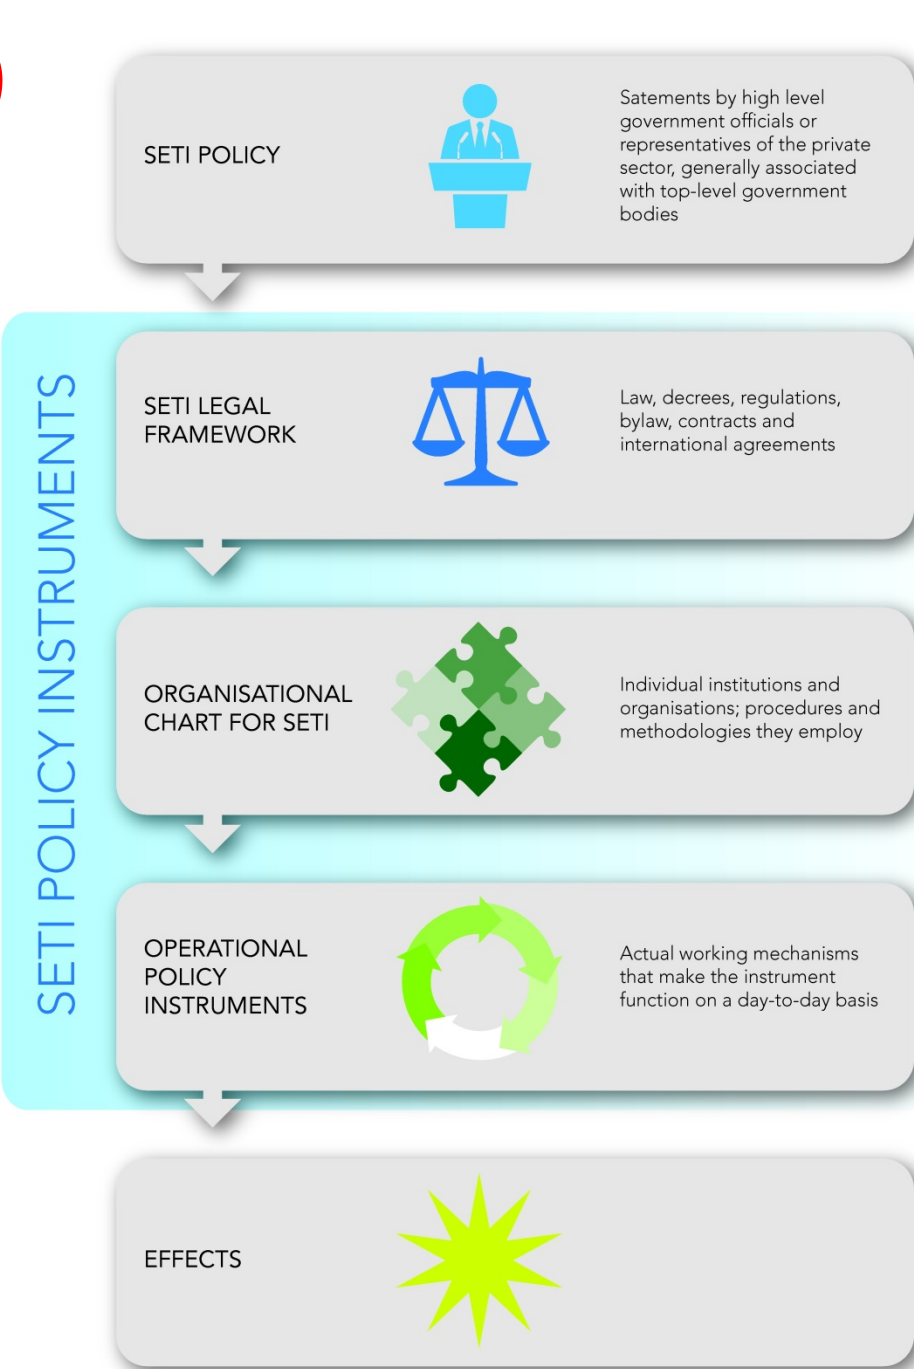 SETI POLICY
Satements by high level
government officials or
representatives of the private
sector, generally associated
with top-level government
bodies
SETI POLICY INSTRUMENTS
SETI LEGAL
FRAMEWORK
Law, decrees, regulations,
bylaw, contracts and
international agreements
ORGANISATIONAL
CHART FOR SETI
Individual institutions and
organisations; procedures and
methodologies they employ
OPERATIONAL
POLICY
INSTRUMENTS
Actual working mechanisms
that make the instrument
function on a day-to-day basis
EFFECTS